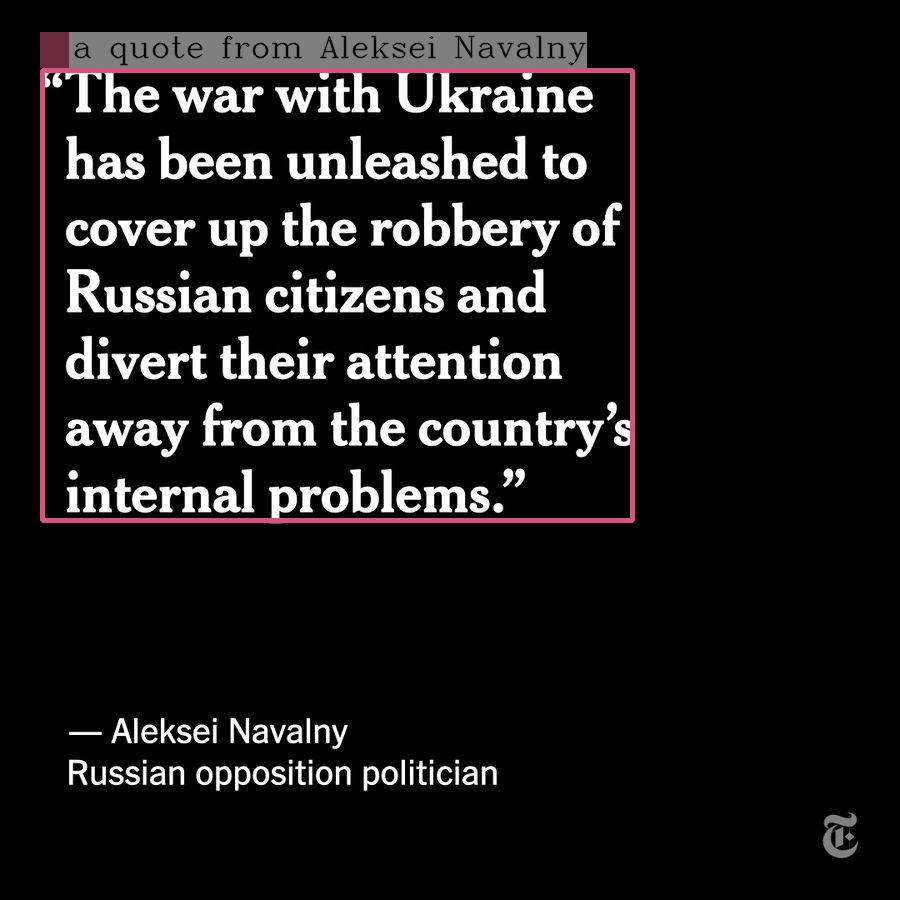 a quote from Aleksei Navalny
“The war with Ukraine
has been unleashed to
cover up the robbery of
Russian citizens and
divert their attention
away from the country’s
internal problems.”
— Aleksei Navalny
Russian opposition politician
T